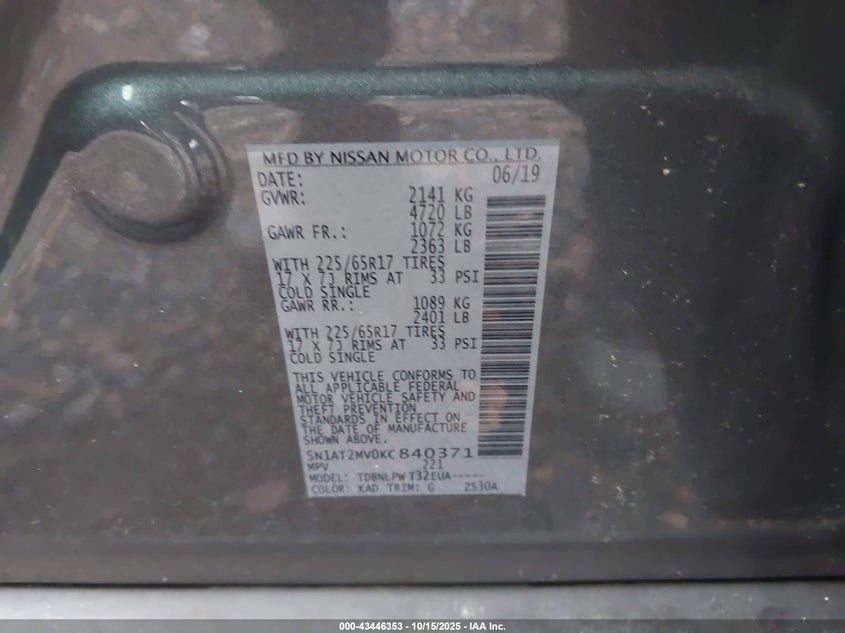 MFD BY NISSAN MOTOR CO., LTD.
DATE: 06/19
GVWR: 2141 KG
4720 LB
GAWR FR.: 1072 KG
2363 LB
WITH 225/65R17 TIRES
17 X 7J RIMS AT 33 PSI
COLD SINGLE
GAWR RR.: 1089 KG
2401 LB
WITH 225/65R17 TIRES
17 X 7J RIMS AT 33 PSI
COLD SINGLE
THIS VEHICLE CONFORMS TO
ALL APPLICABLE FEDERAL
MOTOR VEHICLE SAFETY AND
THEFT PREVENTION
STANDARDS IN EFFECT ON
THE DATE OF MANUFACTURE
SHOWN ABOVE.
5N1AT2MV0KC840371
MPV 221
MODEL: TDBNLPW T32EUA-----
COLOR: KAD TRIM: G ZS30A
000-43446353 - 10/15/2025 - IAA Inc.